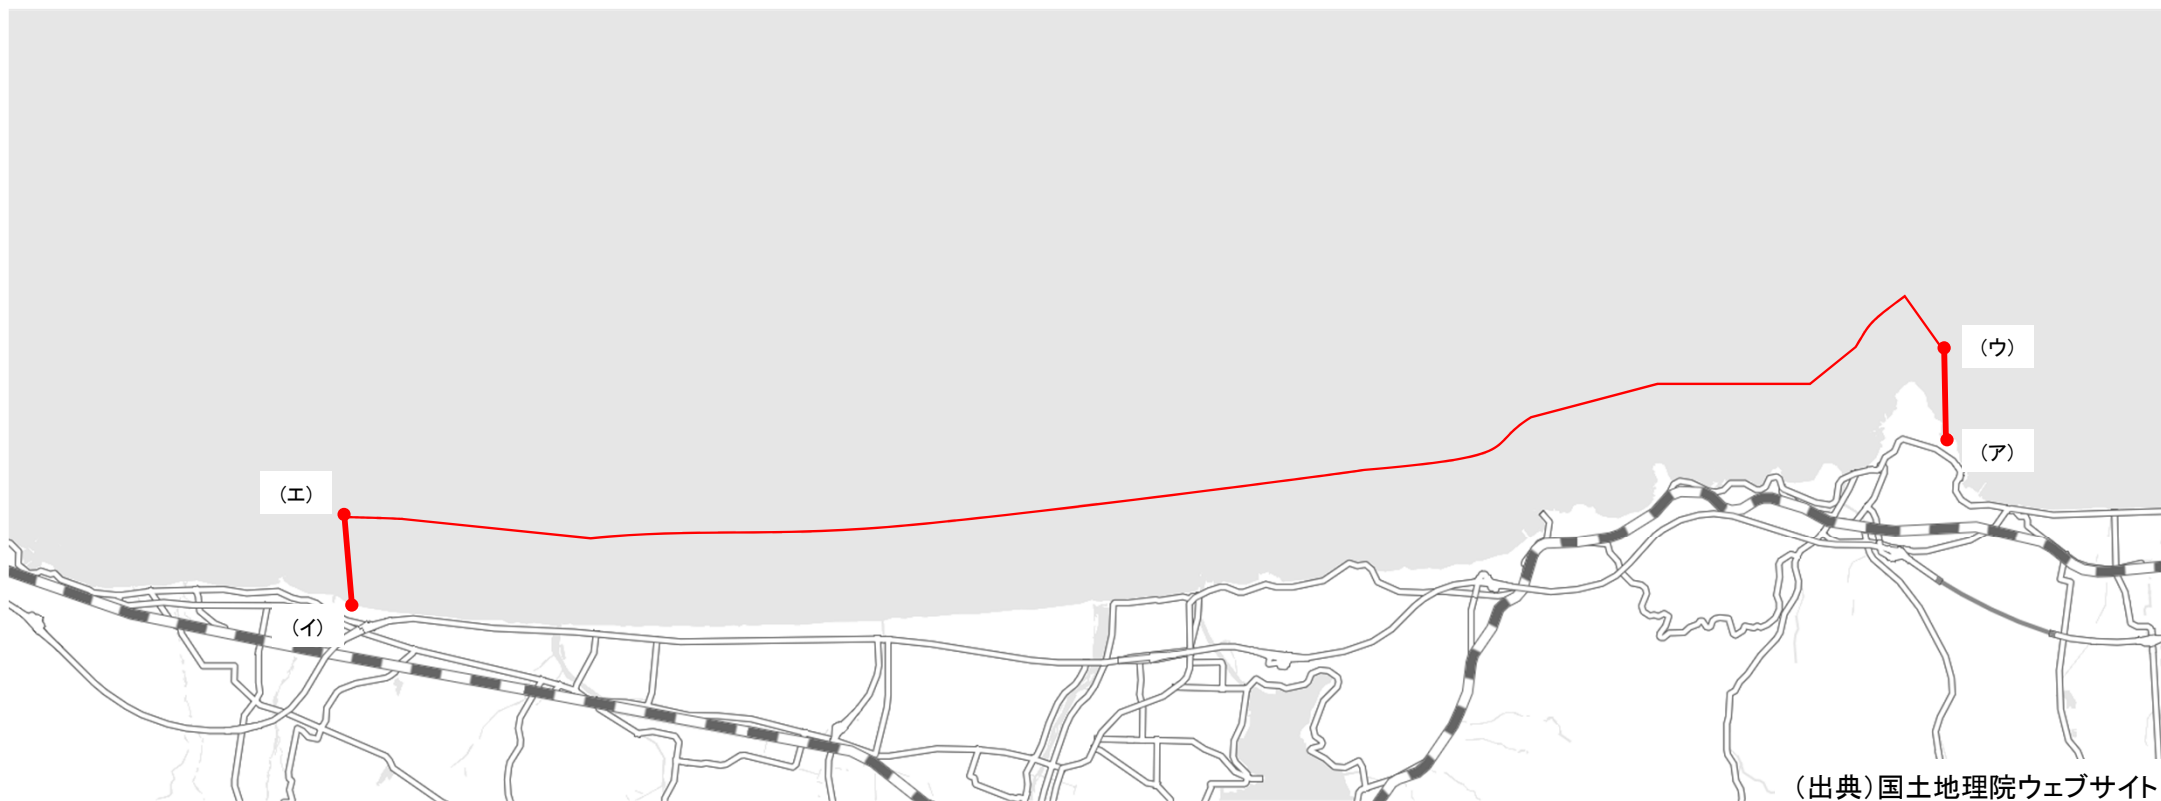 （ウ）
（ア）
（エ）
（イ）
（出典）国土地理院ウェブサイト